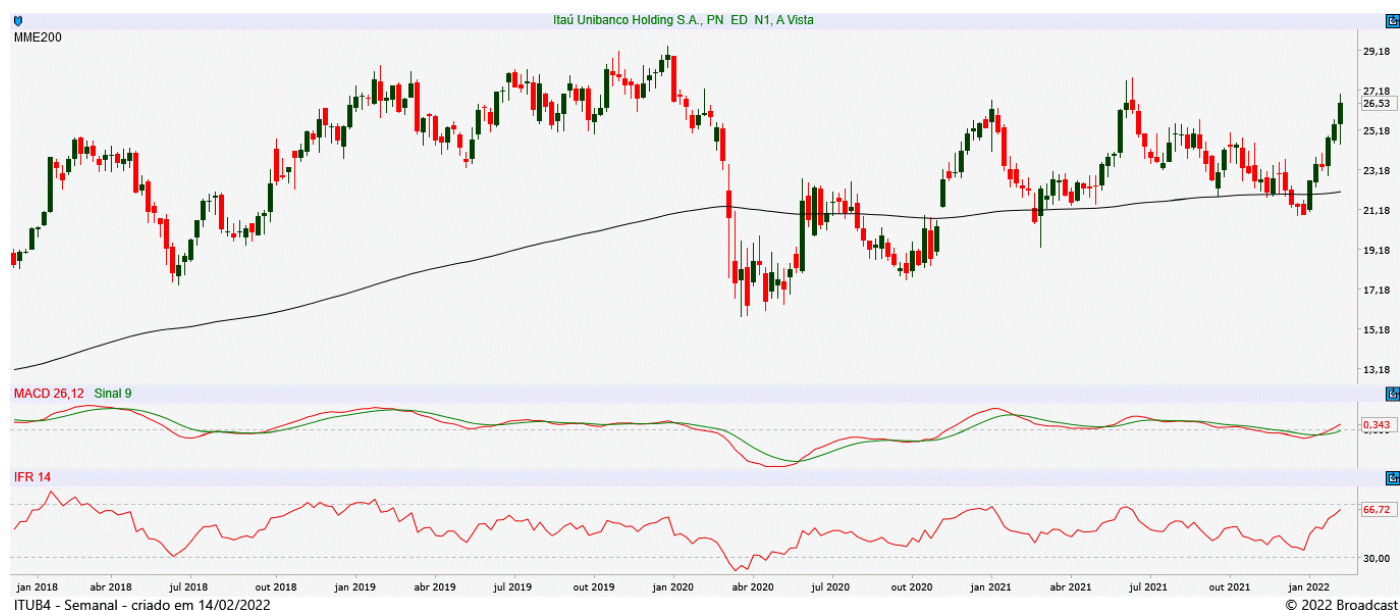 Itaú Unibanco Holding S.A., PN ED N1, A Vista
MME200
29,18
27,18
26,53
25,18
23,18
21,18
19,18
17,18
15,18
13,18
MACD 26,12 Sinal 9
0,343
IFR 14
66,72
30,00
jan 2018 abr 2018 jul 2018 out 2018 jan 2019 abr 2019 jul 2019 out 2019 jan 2020 abr 2020 jul 2020 out 2020 jan 2021 abr 2021 jul 2021 out 2021 jan 2022
ITUB4 - Semanal - criado em 14/02/2022 © 2022 Broadcast